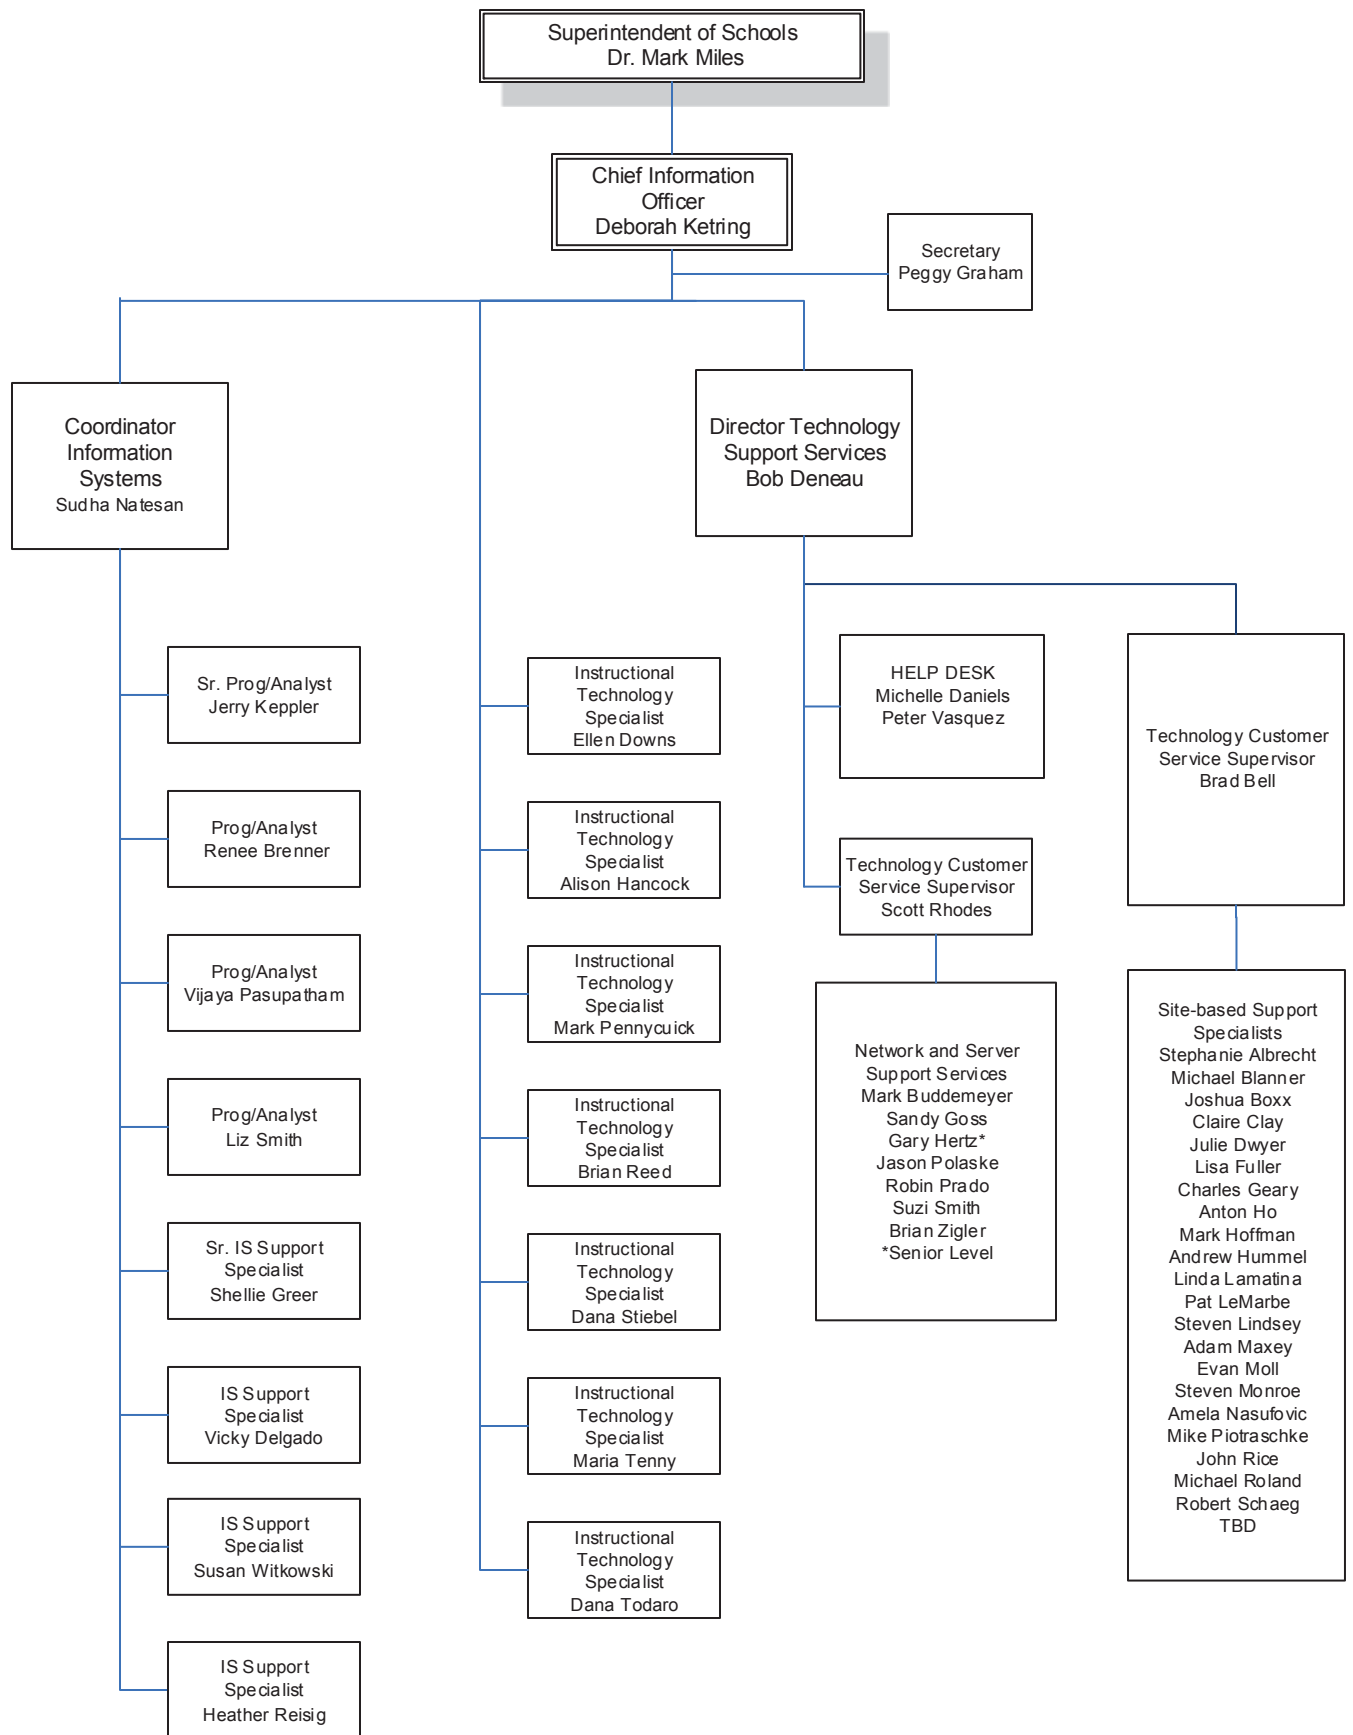 Superintendent of Schools
Dr. Mark Miles
Chief Information
Officer
Deborah Ketring
Secretary
Peggy Graham
Coordinator
Information
Systems
Sudha Natesan
Director Technology
Support Services
Bob Deneau
Sr. Prog/Analyst
Jerry Keppler
Prog/Analyst
Renee Brenner
Prog/Analyst
Vijaya Pasupatham
Prog/Analyst
Liz Smith
Sr. IS Support
Specialist
Shellie Greer
IS Support
Specialist
Vicky Delgado
IS Support
Specialist
Susan Witkowski
IS Support
Specialist
Heather Reisig
Instructional
Technology
Specialist
Ellen Downs
Instructional
Technology
Specialist
Alison Hancock
Instructional
Technology
Specialist
Mark Pennycuick
Instructional
Technology
Specialist
Brian Reed
Instructional
Technology
Specialist
Dana Stiebel
Instructional
Technology
Specialist
Maria Tenny
Instructional
Technology
Specialist
Dana Todaro
HELP DESK
Michelle Daniels
Peter Vasquez
Technology Customer
Service Supervisor
Scott Rhodes
Network and Server
Support Services
Mark Buddemeyer
Sandy Goss
Gary Hertz*
Jason Polaske
Robin Prado
Suzi Smith
Brian Zigler
*Senior Level
Technology Customer
Service Supervisor
Brad Bell
Site-based Support
Specialists
Stephanie Albrecht
Michael Blanner
Joshua Boxx
Claire Clay
Julie Dwyer
Lisa Fuller
Charles Geary
Anton Ho
Mark Hoffman
Andrew Hummel
Linda Lamatina
Pat LeMarbe
Steven Lindsey
Adam Maxey
Evan Moll
Steven Monroe
Amela Nasufovic
Mike Piotraschke
John Rice
Michael Roland
Robert Schaeg
TBD